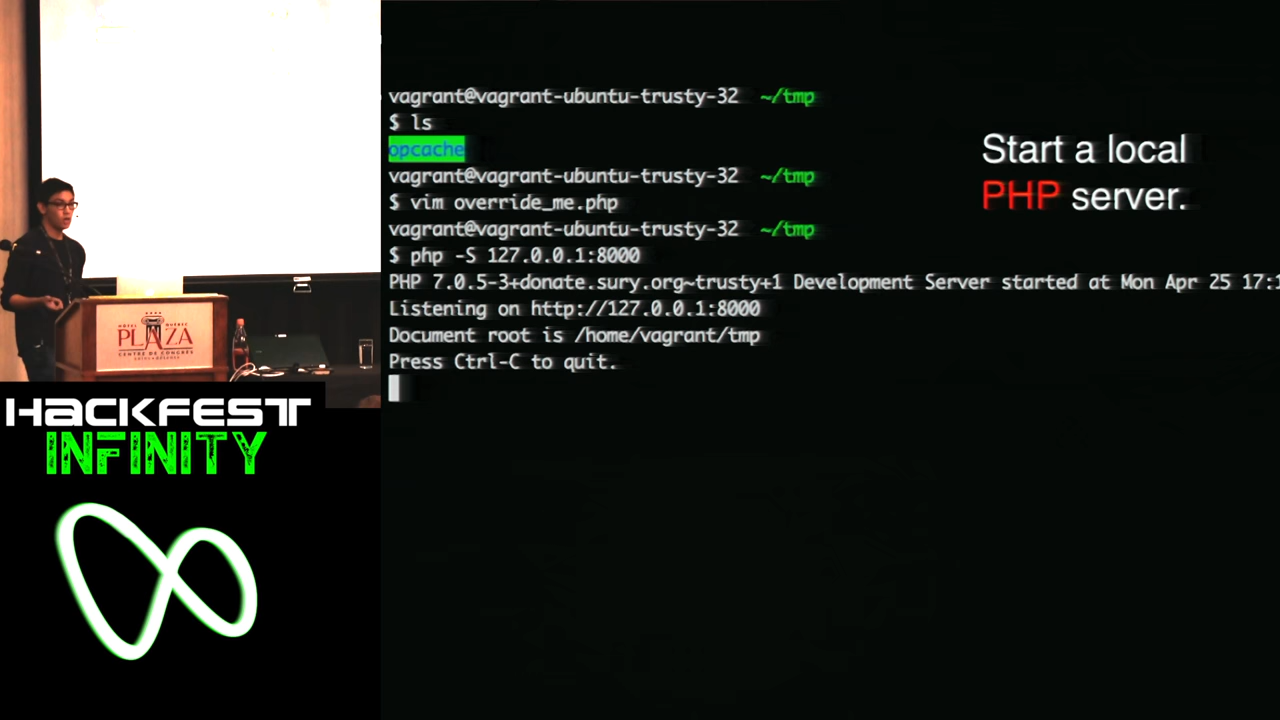 vagrant@vagrant-ubuntu-trusty-32 ~/tmp
$ ls
opcache
vagrant@vagrant-ubuntu-trusty-32 ~/tmp
$ vim override_me.php
vagrant@vagrant-ubuntu-trusty-32 ~/tmp
$ php -S 127.0.0.1:8000
PHP 7.0.5-3+donate.sury.org~trusty+1 Development Server started at Mon Apr 25 17:1
Listening on http://127.0.0.1:8000
Document root is /home/vagrant/tmp
Press Ctrl-C to quit.
Start a local
PHP server.
PLAZA
CENTRE DE CONGRÈS
HACKFEST
INFINITY